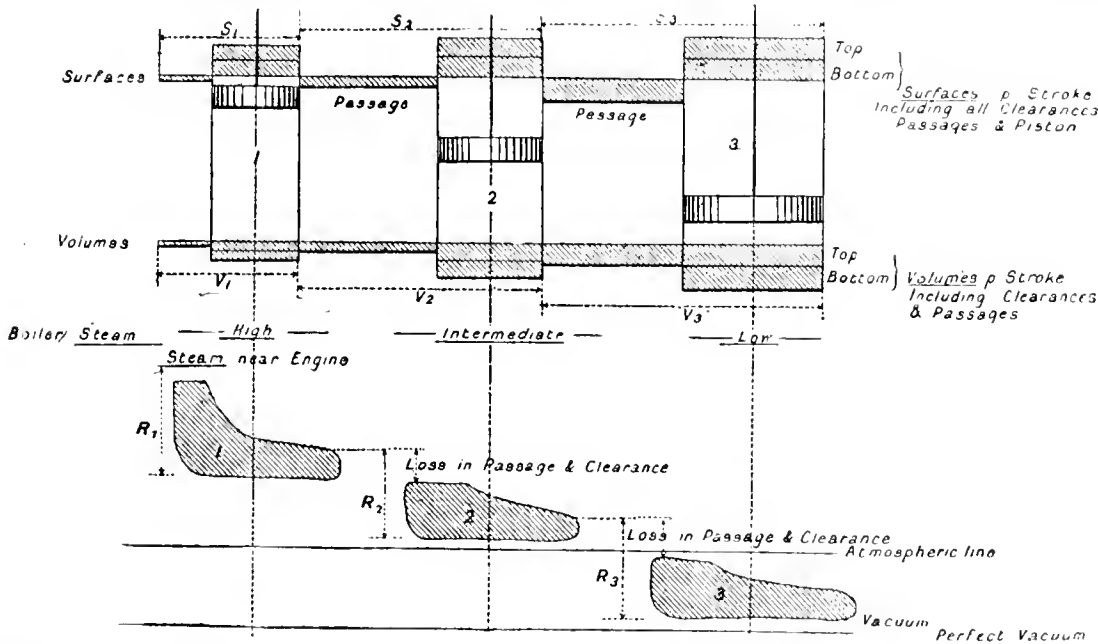 S1
S2
S3
Top
Surfaces
Bottom
Surfaces p Stroke
Including all Clearances
Passages & Piston
Passage
Passage
1
2
3
Volumes
Top
Bottom
Volumes p Stroke
Including Clearances
& Passages
V1
V2
V3
Boiler Steam
High
Intermediate
Low
Steam near Engine
R1
1
Loss in Passage & Clearance
R2
2
Loss in Passage & Clearance
Atmospheric line
R3
3
Vacuum
Perfect Vacuum